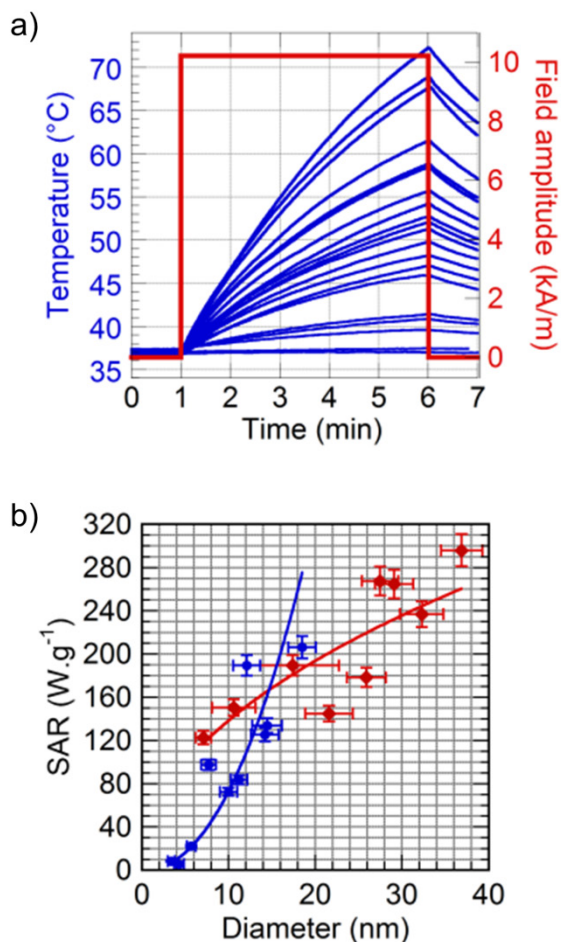 a)
Temperature (°C)
70
65
60
55
50
45
40
35
0 1 2 3 4 5 6 7
Time (min)
10
8
6
4
2
0
Field amplitude (kA/m)
b)
SAR (W.g⁻¹)
320
280
240
200
160
120
80
40
0
0 10 20 30 40
Diameter (nm)